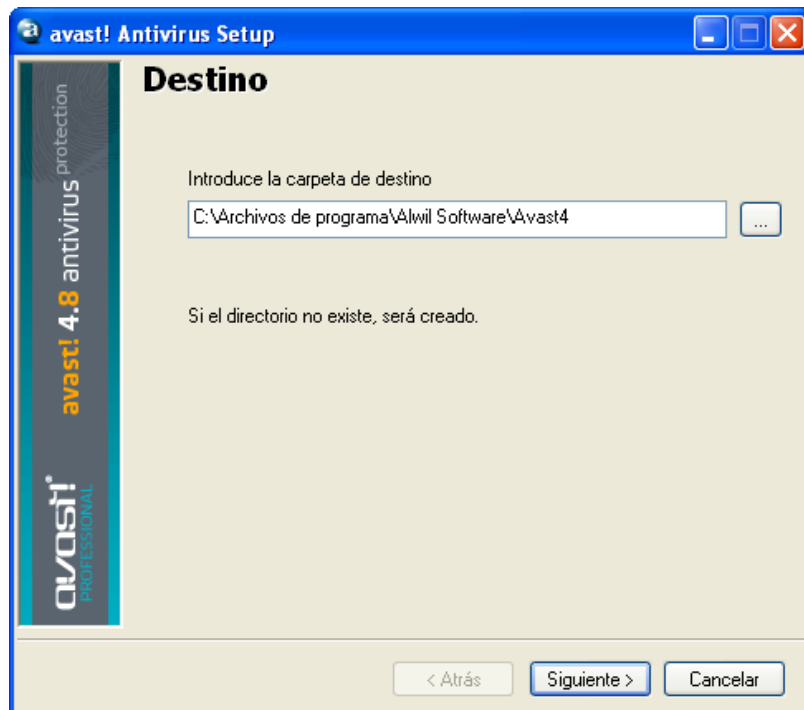 avast! Antivirus Setup
Destino
Introduce la carpeta de destino
C:\Archivos de programa\Alwil Software\Avast4
...
Si el directorio no existe, será creado.
avast! 4.8 antivirus protection
avast!
PROFESSIONAL
< Atrás
Siguiente >
Cancelar